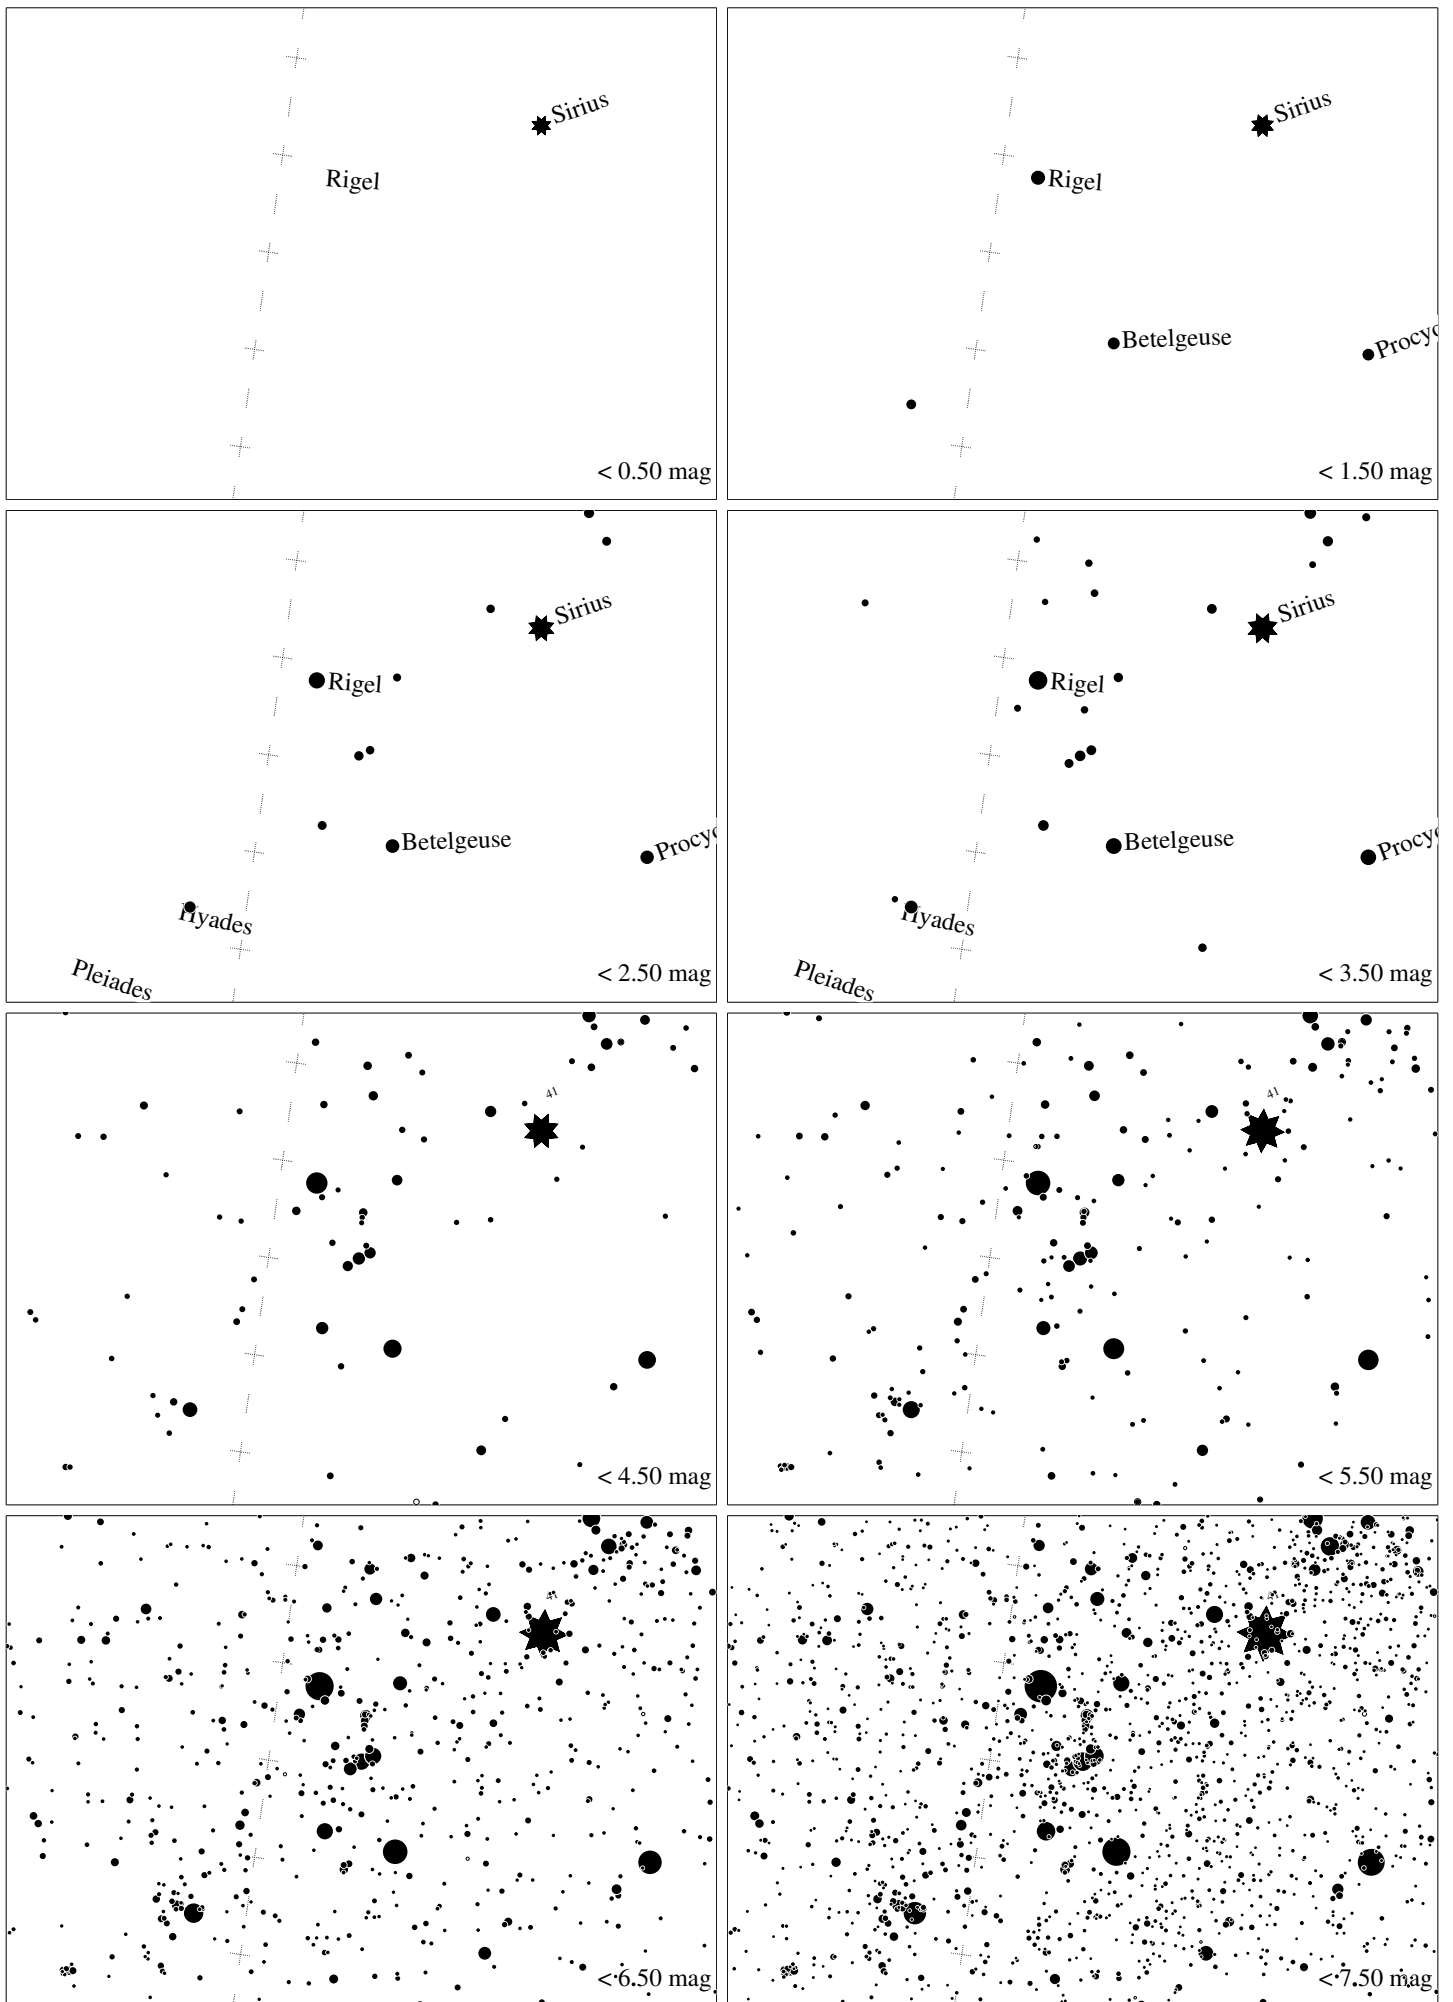 Sirius
Rigel
< 0.50 mag
Sirius
Rigel
Betelgeuse
Procyo
< 1.50 mag
Sirius
Rigel
Betelgeuse
Procyo
Hyades
Pleiades
< 2.50 mag
Sirius
Rigel
Betelgeuse
Procyo
Hyades
Pleiades
< 3.50 mag
41
< 4.50 mag
41
< 5.50 mag
41
< 6.50 mag
< 7.50 mag